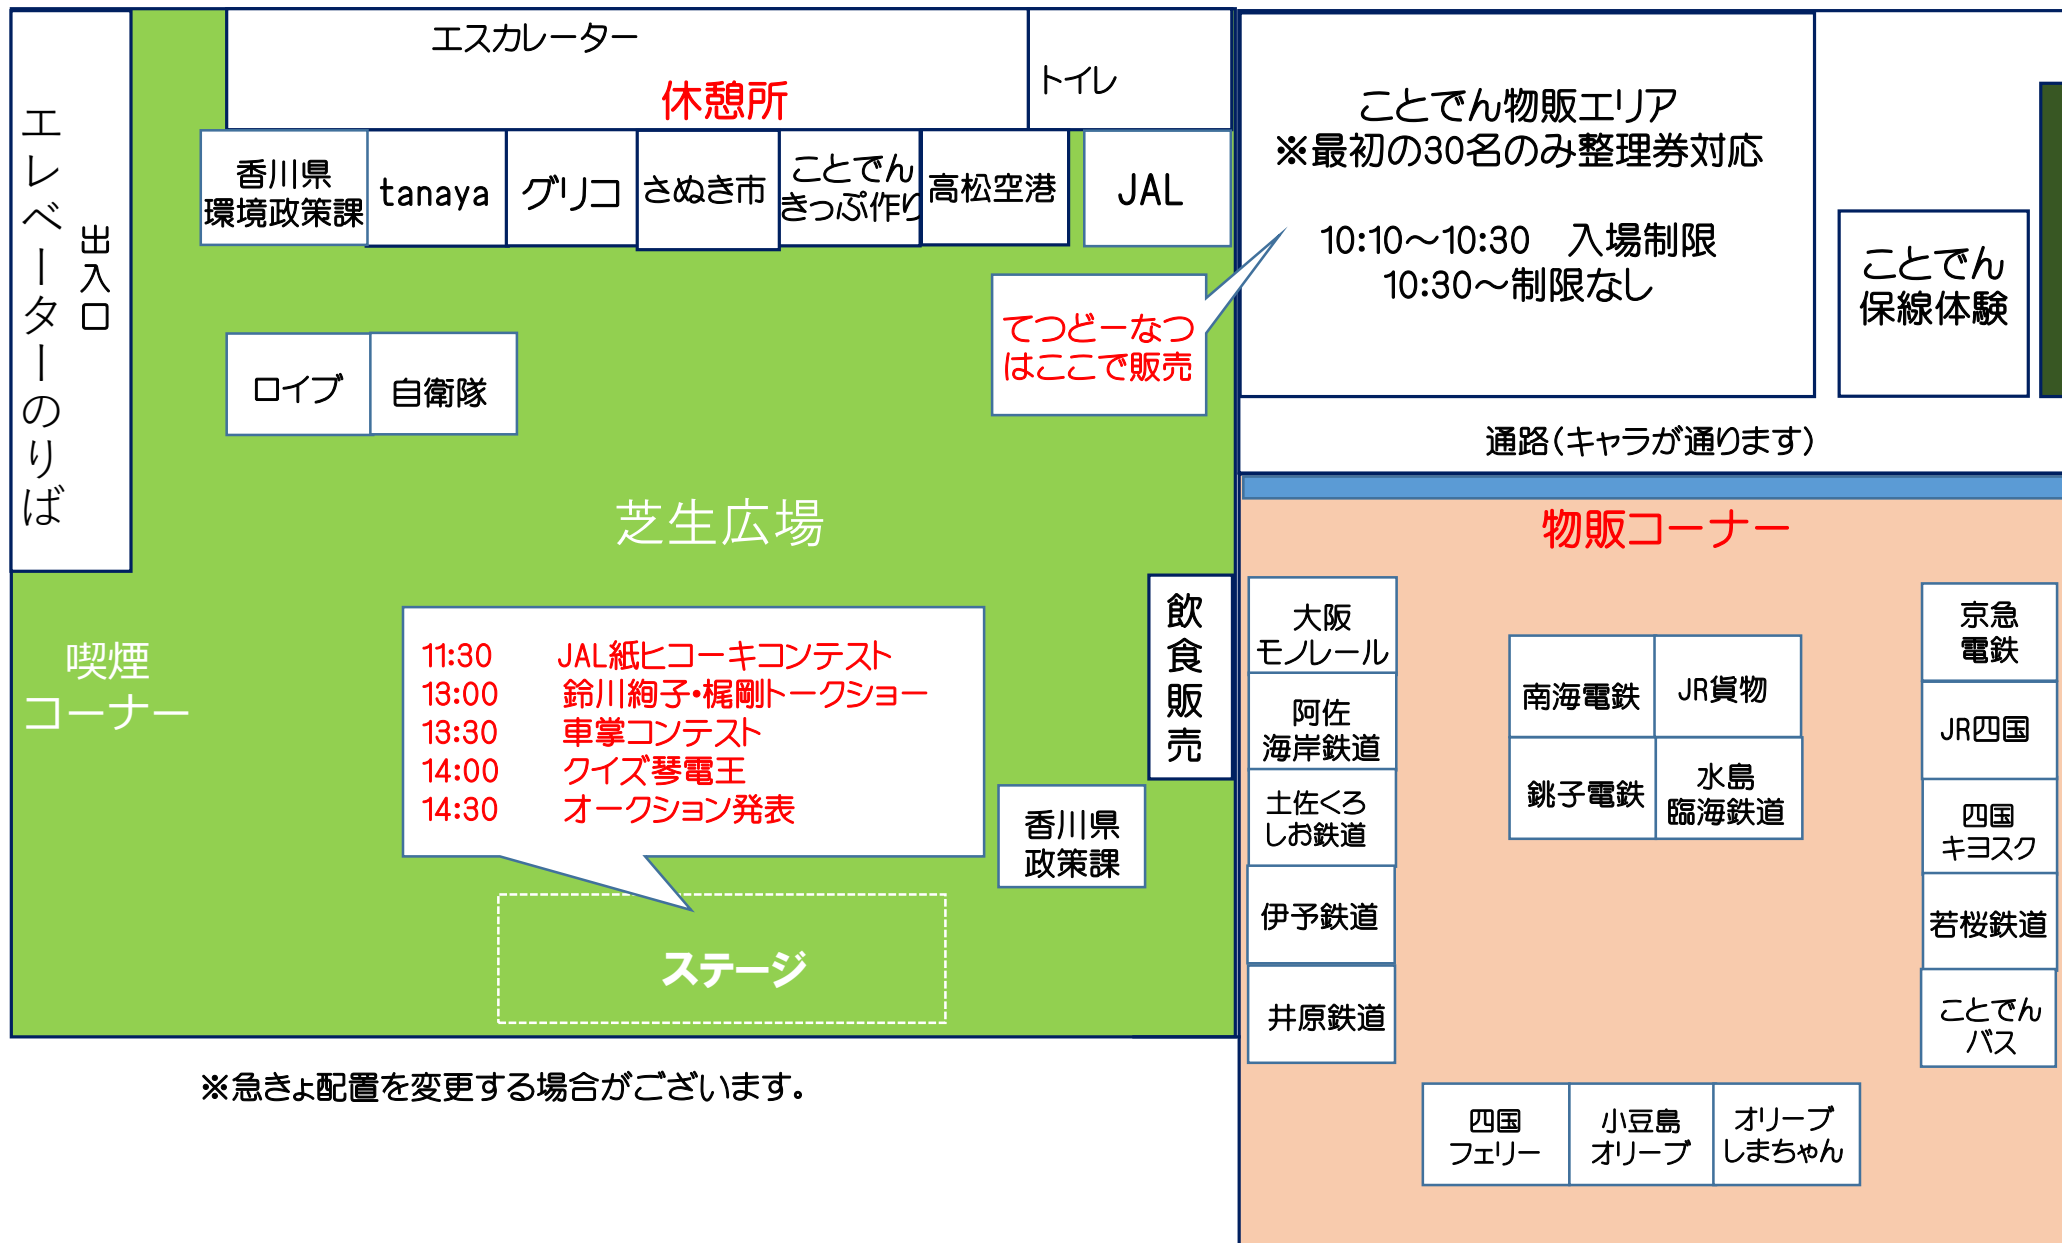 エスカレーター
休憩所
トイレ
エレベーターのりば
出入口
香川県
環境政策課
tanaya
グリコ
さぬき市
ことでん
きっぷ作り
高松空港
JAL
ロイブ
自衛隊
てつどーなつ
はここで販売
芝生広場
喫煙
コーナー
11:30 JAL紙ヒコーキコンテスト
13:00 鈴川絢子・梶剛トークショー
13:30 車掌コンテスト
14:00 クイズ琴電王
14:30 オークション発表
飲食販売
香川県
政策課
ステージ
※急きょ配置を変更する場合がございます。
ことでん物販エリア
※最初の30名のみ整理券対応
10:10～10:30 入場制限
10:30～制限なし
ことでん
保線体験
通路(キャラが通ります)
物販コーナー
大阪
モノレール
阿佐
海岸鉄道
土佐くろ
しお鉄道
伊予鉄道
井原鉄道
南海電鉄
JR貨物
銚子電鉄
水島
臨海鉄道
京急
電鉄
JR四国
四国
キヨスク
若桜鉄道
ことでん
バス
四国
フェリー
小豆島
オリーブ
オリーブ
しまちゃん